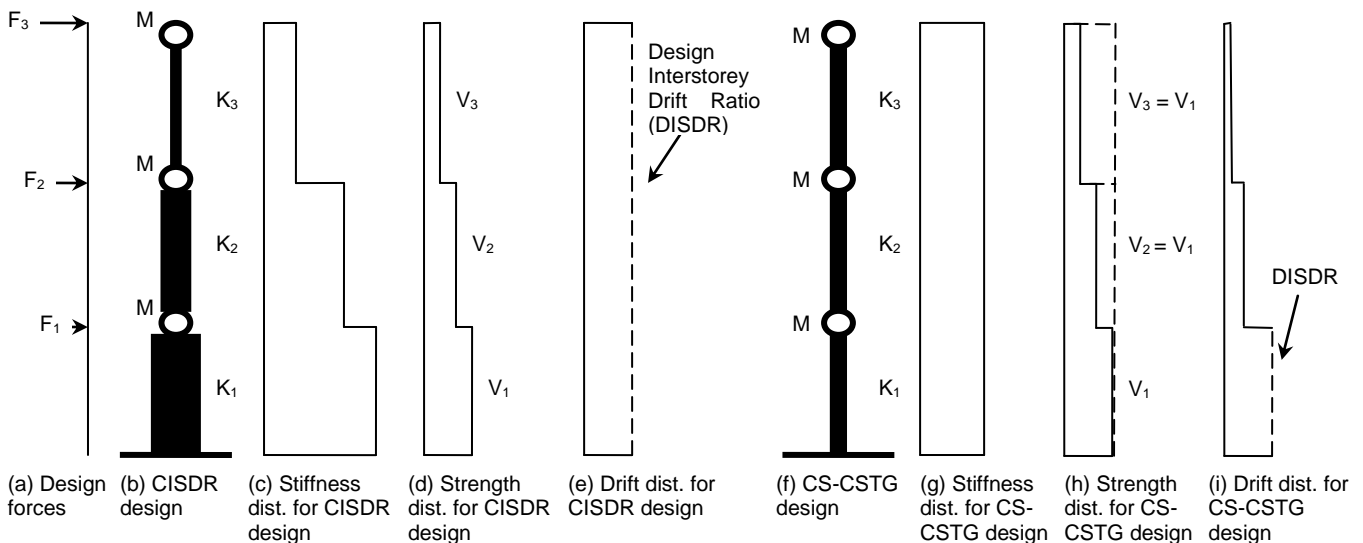 F3
M
K3
V3
Design
Interstorey
Drift Ratio
(DISDR)
M
K3
V3 = V1
F2
M
K2
V2
M
K2
V2 = V1
DISDR
F1
M
K1
V1
M
K1
V1
(a) Design
forces
(b) CISDR
design
(c) Stiffness
dist. for CISDR
design
(d) Strength
dist. for CISDR
design
(e) Drift dist. for
CISDR design
(f) CS-CSTG
design
(g) Stiffness
dist. for CS-
CSTG design
(h) Strength
dist. for CS-
CSTG design
(i) Drift dist. for
CS-CSTG
design